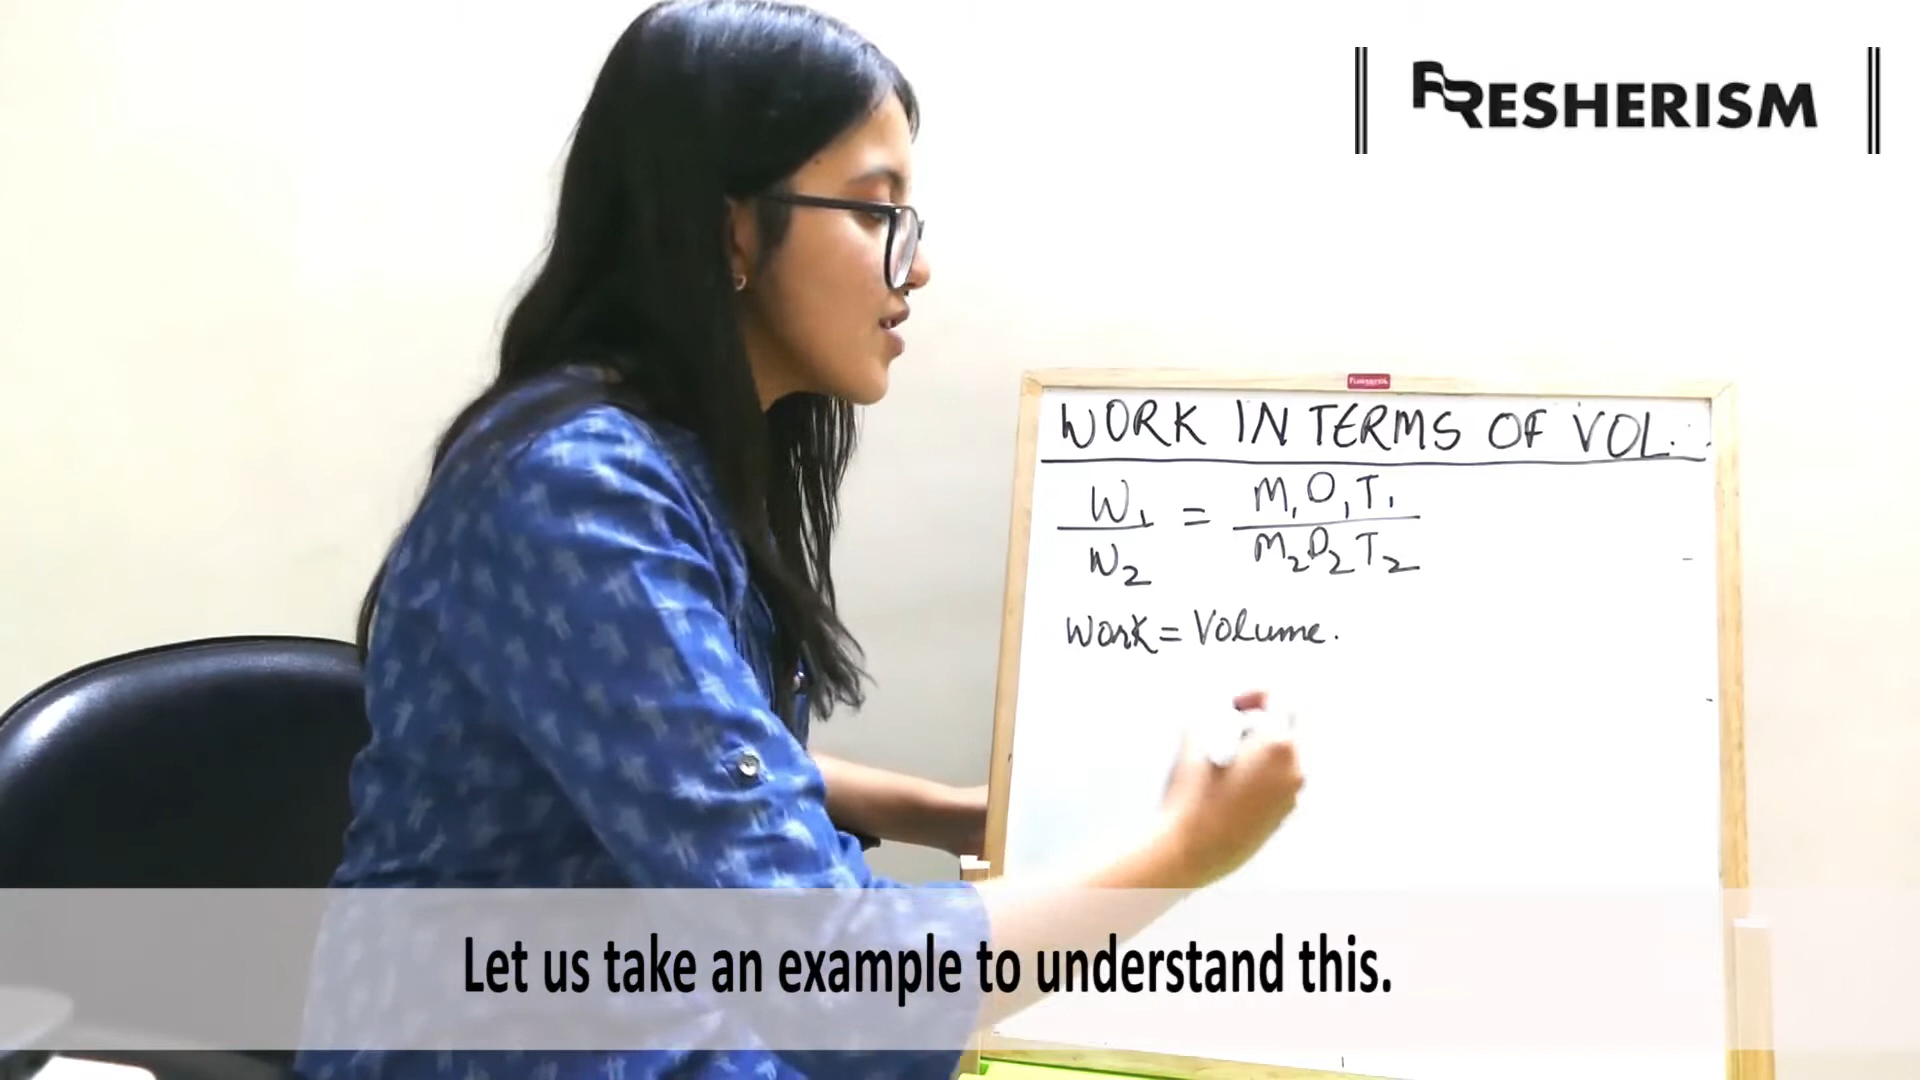 FRESHERISM
WORK IN TERMS OF VOL.
W₁ / W₂ = M₁D₁T₁ / M₂D₂T₂
Work = Volume.
Let us take an example to understand this.